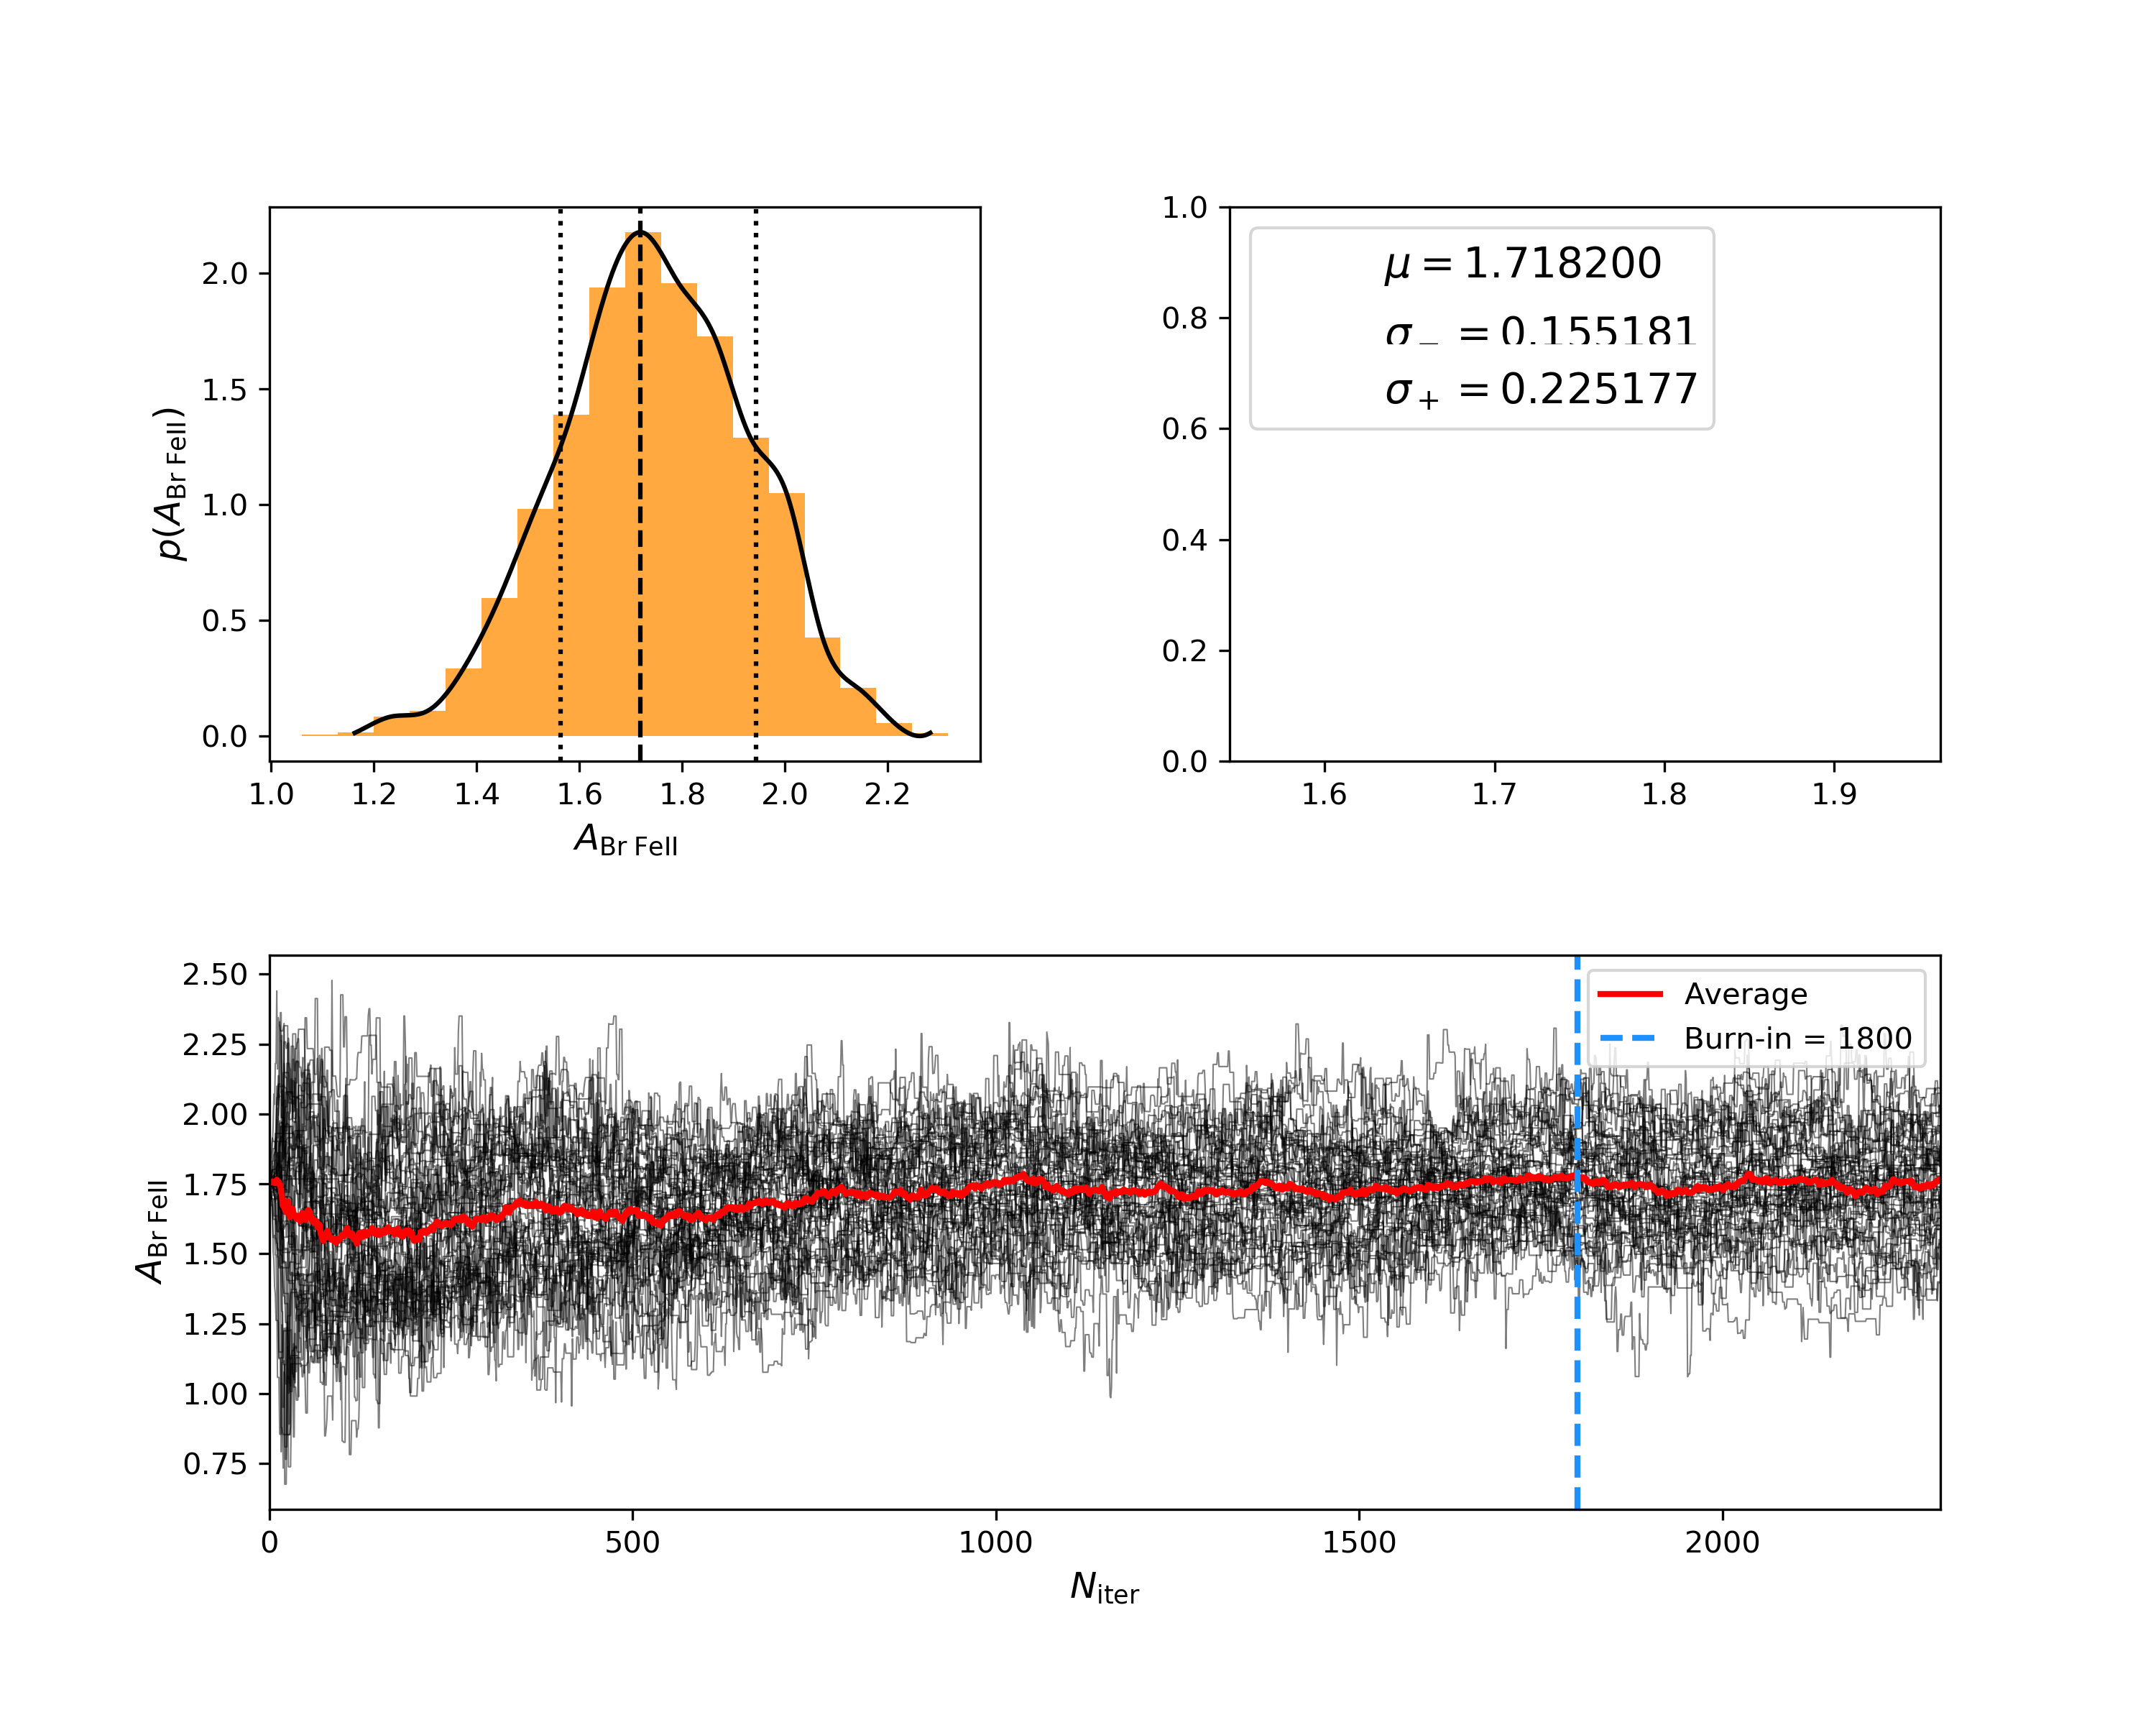 2.0
1.5
1.0
0.5
0.0
p(A_Br FeII)
1.0 1.2 1.4 1.6 1.8 2.0 2.2
A_Br FeII
1.0
0.8
0.6
0.4
0.2
0.0
μ = 1.718200
σ₋ = 0.155181
σ₊ = 0.225177
1.6 1.7 1.8 1.9
2.50
2.25
2.00
1.75
1.50
1.25
1.00
0.75
A_Br FeII
Average
Burn-in = 1800
0 500 1000 1500 2000
N_iter